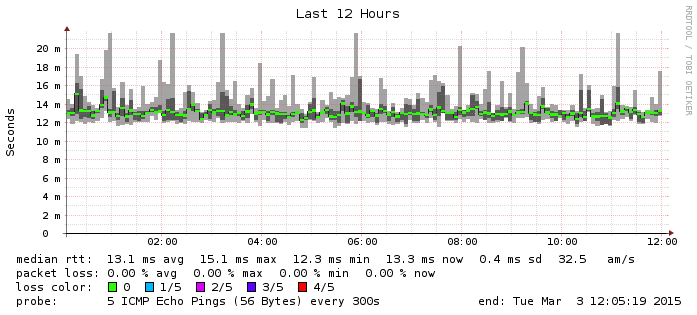 Last 12 Hours
RRDTOOL / TOBI OETIKER
Seconds
20 m
18 m
16 m
14 m
12 m
10 m
8 m
6 m
4 m
2 m
0
02:00 04:00 06:00 08:00 10:00 12:00
median rtt: 13.1 ms avg 15.1 ms max 12.3 ms min 13.3 ms now 0.4 ms sd 32.5 am/s
packet loss: 0.00 % avg 0.00 % max 0.00 % min 0.00 % now
loss color: 0 1/5 2/5 3/5 4/5
probe: 5 ICMP Echo Pings (56 Bytes) every 300s end: Tue Mar 3 12:05:19 2015